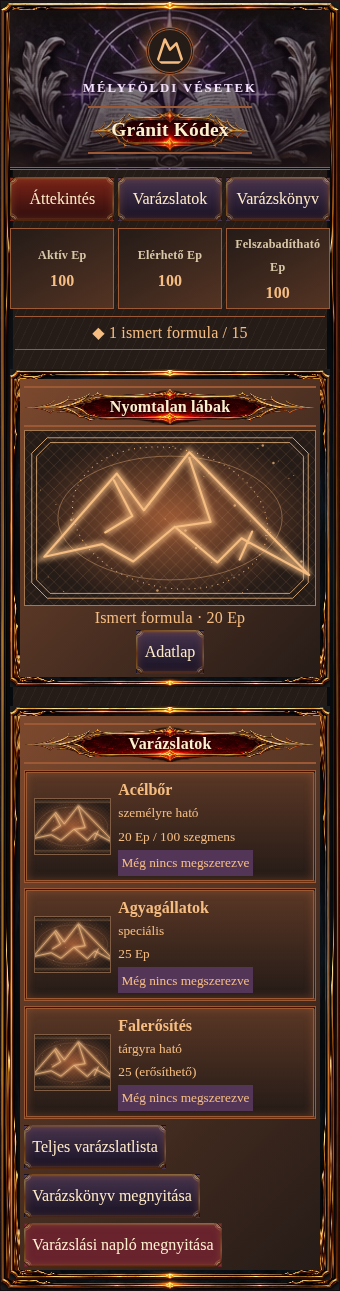 MÉLYFÖLDI VÉSETEK
Gránit Kódex
Áttekintés
Varázslatok
Varázskönyv
Aktív Ep
100
Elérhető Ep
100
Felszabadítható
Ep
100
◆ 1 ismert formula / 15
Nyomtalan lábak
Ismert formula · 20 Ep
Adatlap
Varázslatok
Acélbőr
személyre ható
20 Ep / 100 szegmens
Még nincs megszerezve
Agyagállatok
speciális
25 Ep
Még nincs megszerezve
Falerősítés
tárgyra ható
25 (erősíthető)
Még nincs megszerezve
Teljes varázslatlista
Varázskönyv megnyitása
Varázslási napló megnyitása